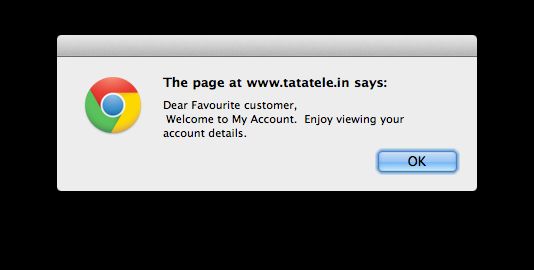 The page at www.tatatele.in says:
Dear Favourite customer,
Welcome to My Account.  Enjoy viewing your
account details.
OK